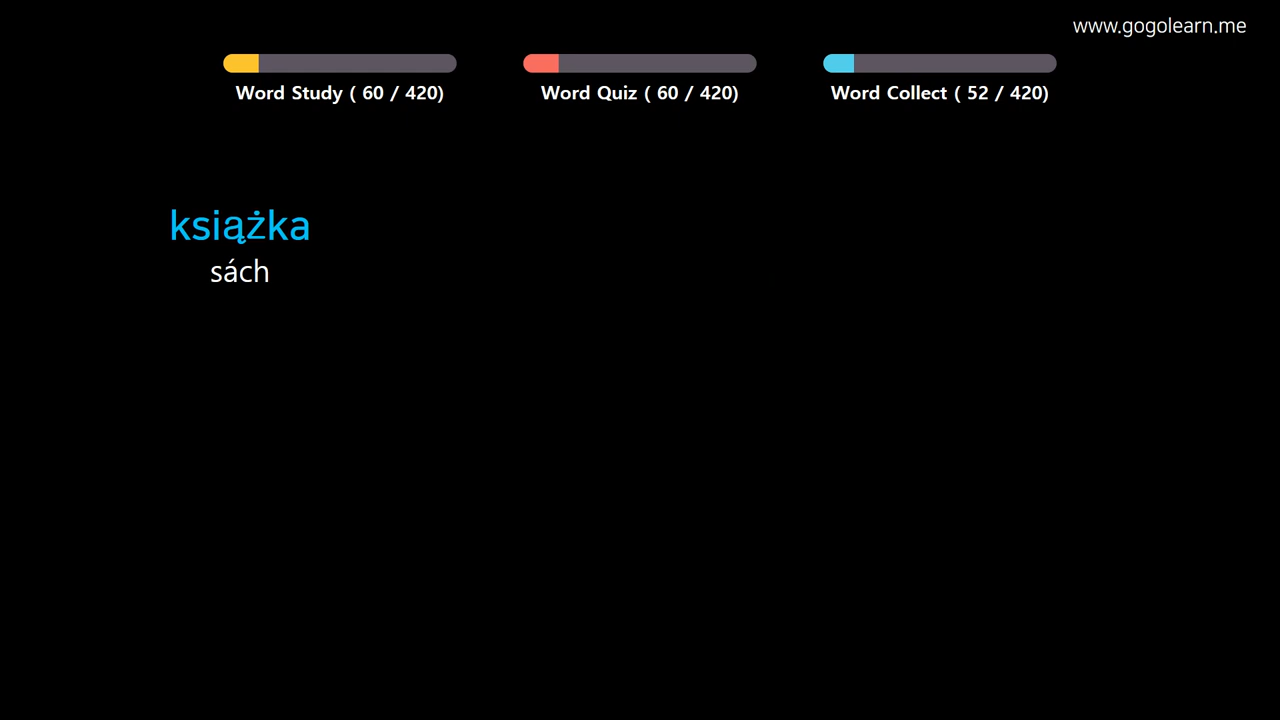 www.gogolearn.me
Word Study ( 60 / 420)
Word Quiz ( 60 / 420)
Word Collect ( 52 / 420)
książka
sách